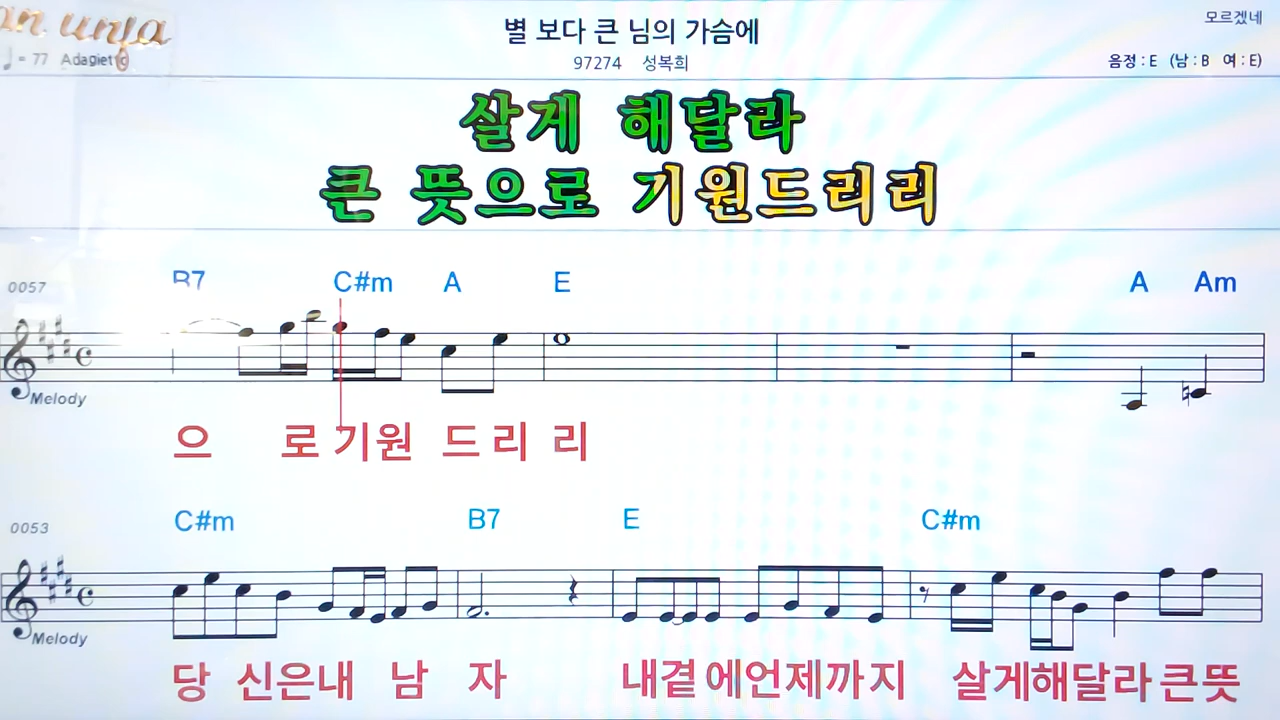 an unja
별 보다 큰 님의 가슴에
모르겠네
= 77 Adagietto
97274 성복희
음정 : E (남 : B 여 : E)
살게 해달라
큰 뜻으로 기원드리리
0057 B7 C#m A E A Am
Melody
으 로 기원 드 리 리
0053 C#m B7 E C#m
Melody
당 신은내 남 자 내곁에언제까지 살게해달라 큰뜻